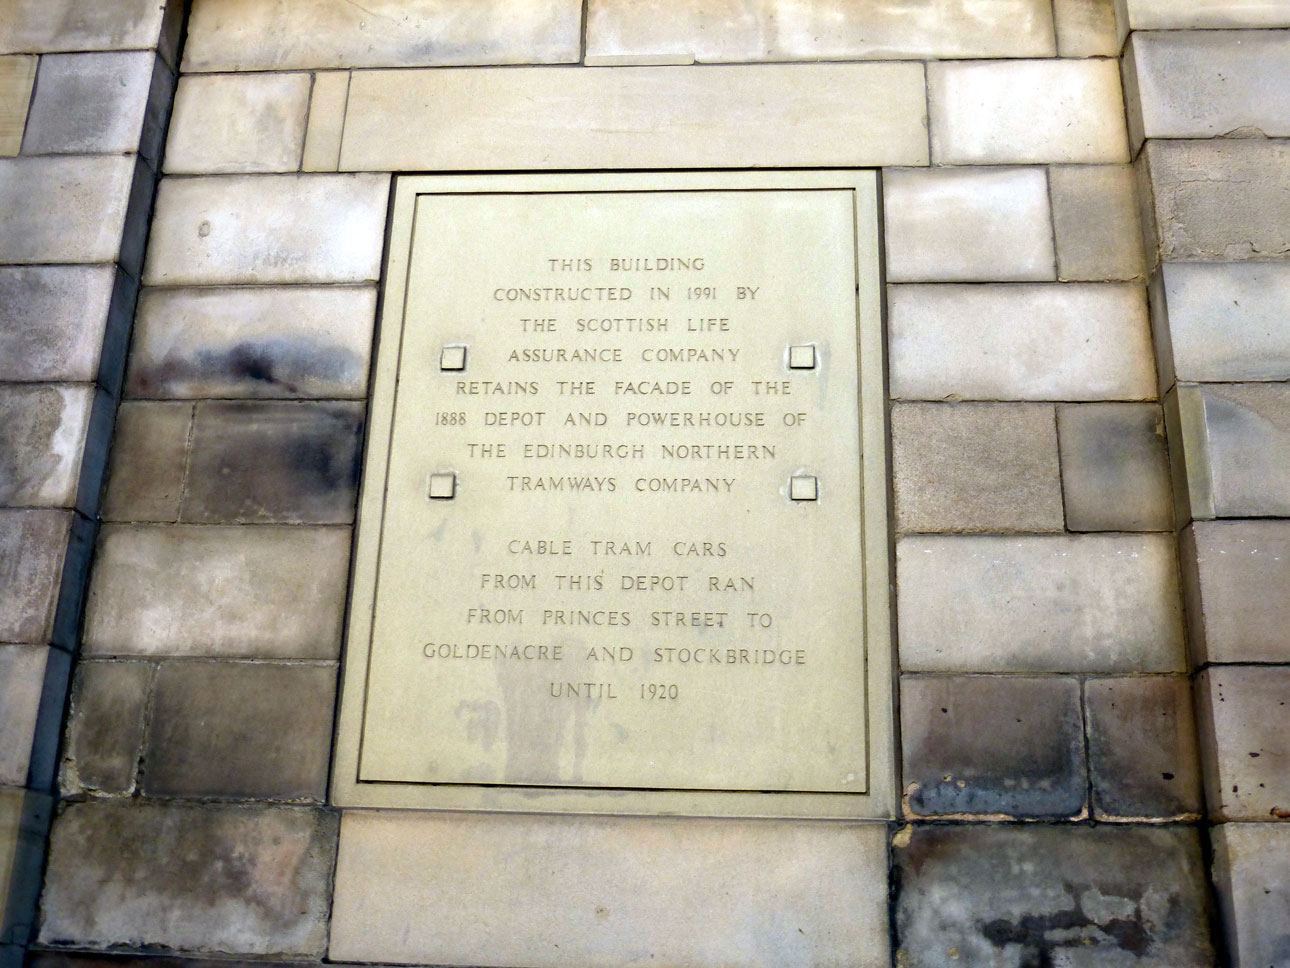 THIS BUILDING
CONSTRUCTED IN 1991 BY
THE SCOTTISH LIFE
ASSURANCE COMPANY
RETAINS THE FACADE OF THE
1888 DEPOT AND POWERHOUSE OF
THE EDINBURGH NORTHERN
TRAMWAYS COMPANY
CABLE TRAM CARS
FROM THIS DEPOT RAN
FROM PRINCES STREET TO
GOLDENACRE AND STOCKBRIDGE
UNTIL 1920